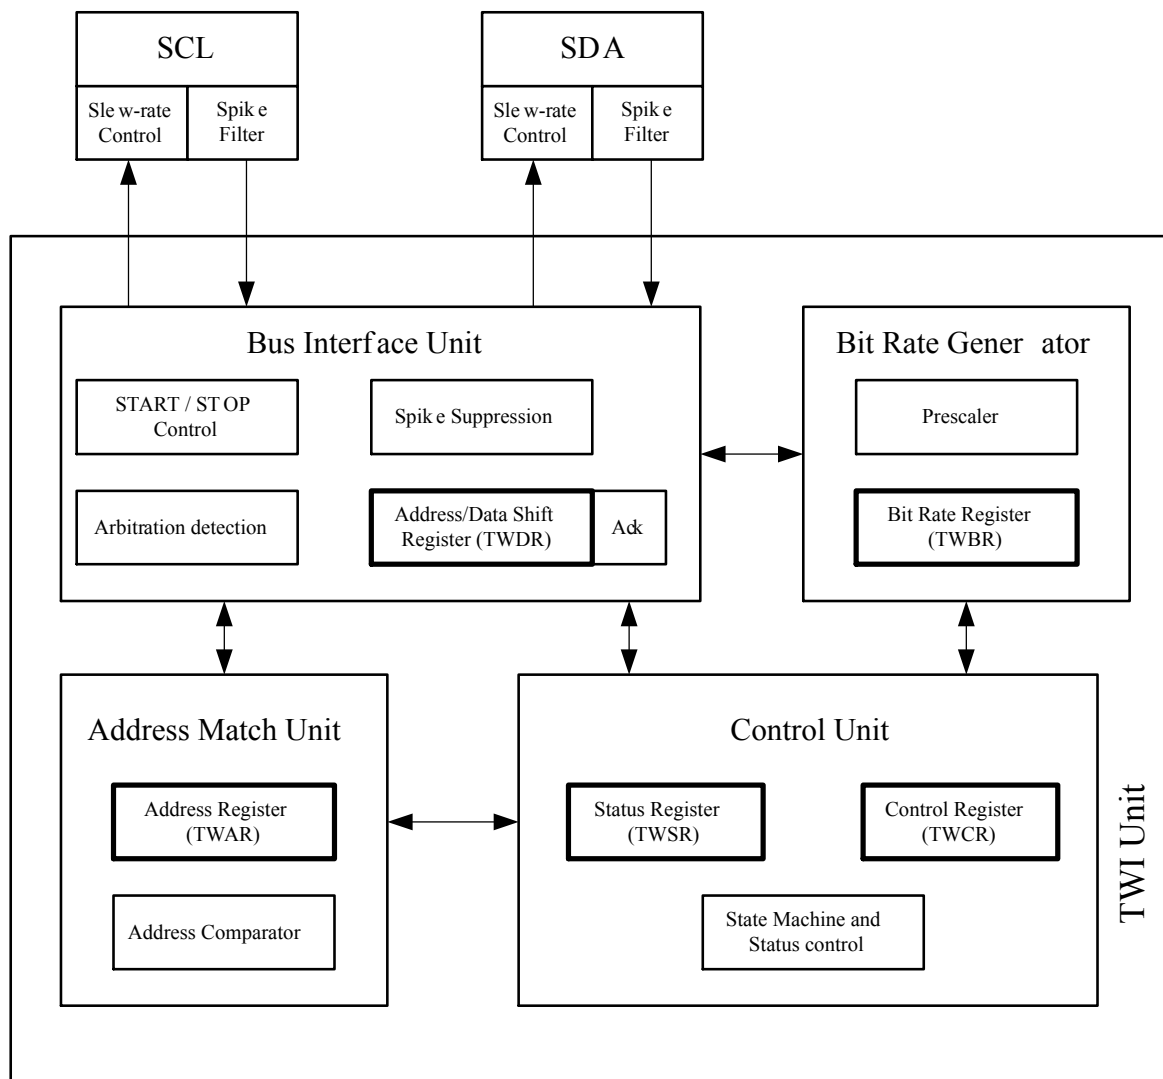 SCL
SDA
Slew-rate
Control
Spike
Filter
Slew-rate
Control
Spike
Filter
Bus Interface Unit
Bit Rate Generator
START / STOP
Control
Spike Suppression
Prescaler
Arbitration detection
Address/Data Shift
Register (TWDR)
Ack
Bit Rate Register
(TWBR)
Address Match Unit
Control Unit
Address Register
(TWAR)
Status Register
(TWSR)
Control Register
(TWCR)
Address Comparator
State Machine and
Status control
TWI Unit